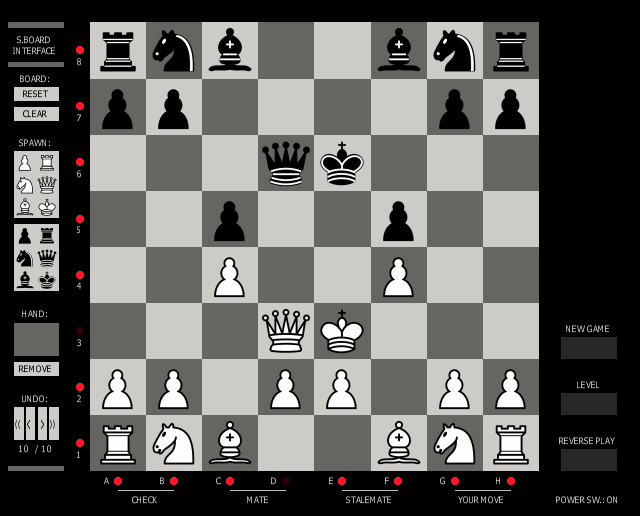 S.BOARD
INTERFACE
BOARD:
RESET
CLEAR
SPAWN:
HAND:
REMOVE
UNDO:
10 / 10
8
7
6
5
4
3
2
1
A B C D E F G H
CHECK MATE STALEMATE YOUR MOVE
NEW GAME
LEVEL
REVERSE PLAY
POWER SW.: ON